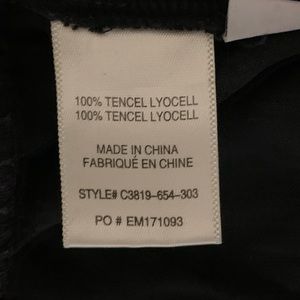 100% TENCEL LYOCELL
100% TENCEL LYOCELL
MADE IN CHINA
FABRIQUÉ EN CHINE
STYLE# C3819-654-303
PO # EM171093